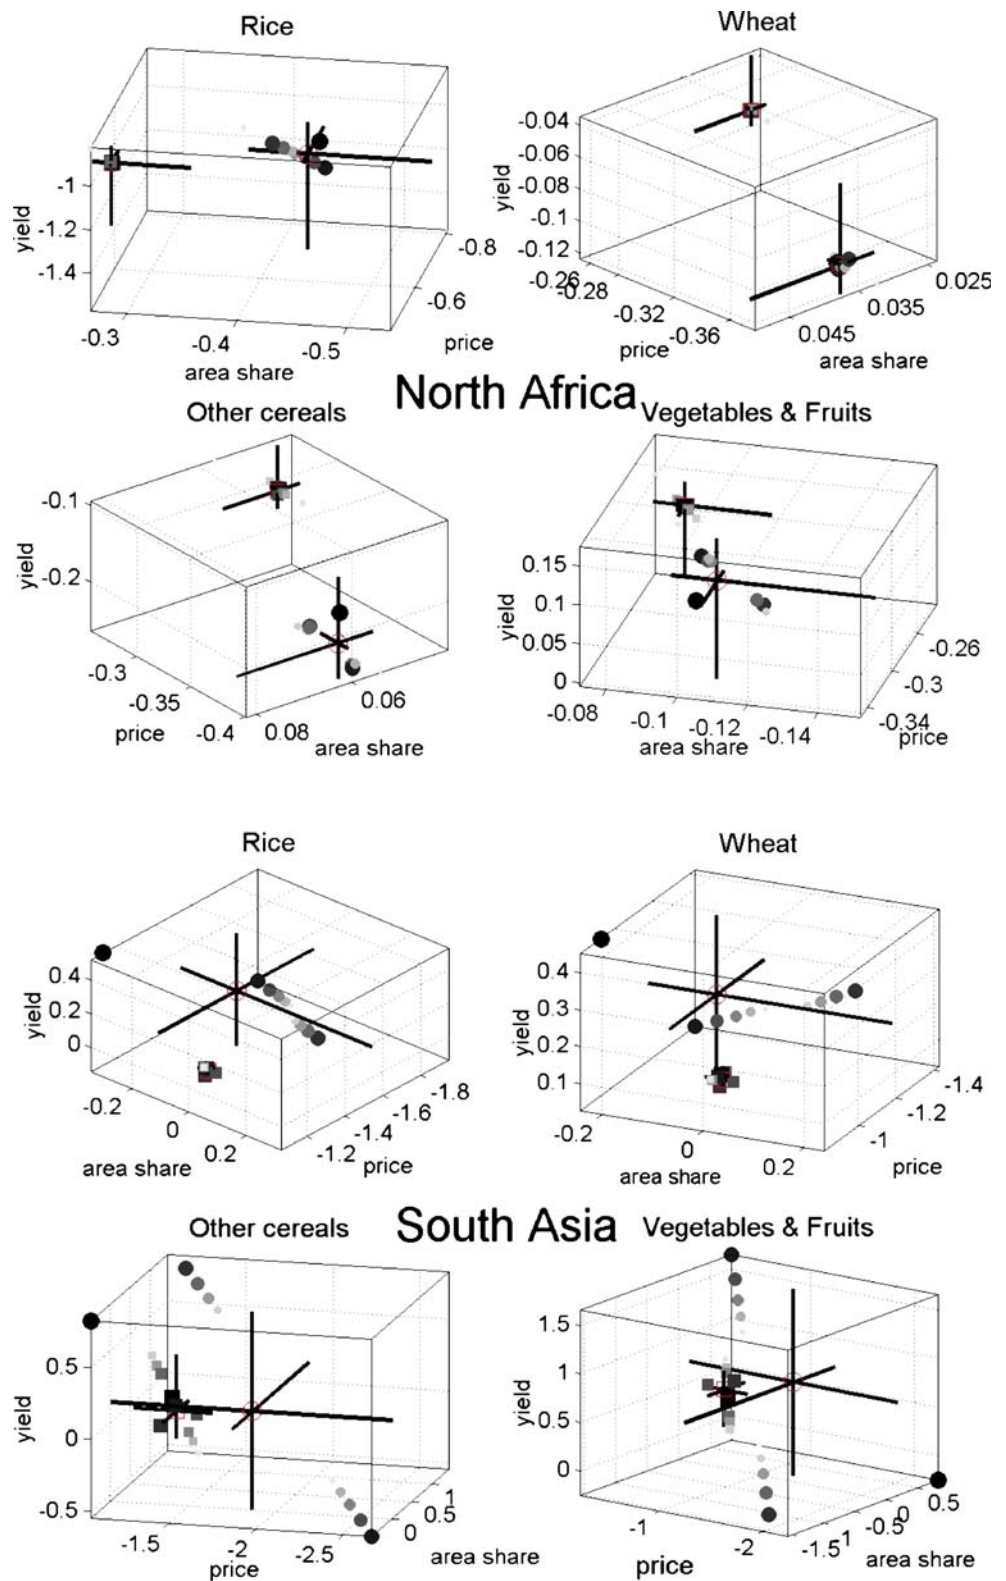 Rice
Wheat
-1
-1.2
-1.4
yield
-0.8
-0.6
price
-0.3
-0.4
-0.5
area share
-0.04
-0.06
-0.08
-0.1
-0.12
yield
-0.26
-0.28
-0.32
-0.36
price
0.025
0.035
0.045
area share
North Africa
Other cereals
Vegetables & Fruits
-0.1
-0.2
yield
-0.3
-0.35
-0.4
price
0.08
0.06
area share
0.15
0.1
0.05
0
yield
-0.08
-0.1
-0.12
-0.14
area share
-0.26
-0.3
-0.34
price
Rice
Wheat
0.4
0.2
0
yield
-0.2
0
0.2
area share
-1.8
-1.6
-1.4
-1.2
price
0.4
0.3
0.2
0.1
yield
-0.2
0
0.2
area share
-1.4
-1.2
-1
price
South Asia
Other cereals
Vegetables & Fruits
0.5
0
-0.5
yield
-1.5
-2
-2.5
price
1
0.5
0
area share
1.5
1
0.5
0
yield
-1
-2
price
0.5
0
-0.5
-1
-1.5
area share